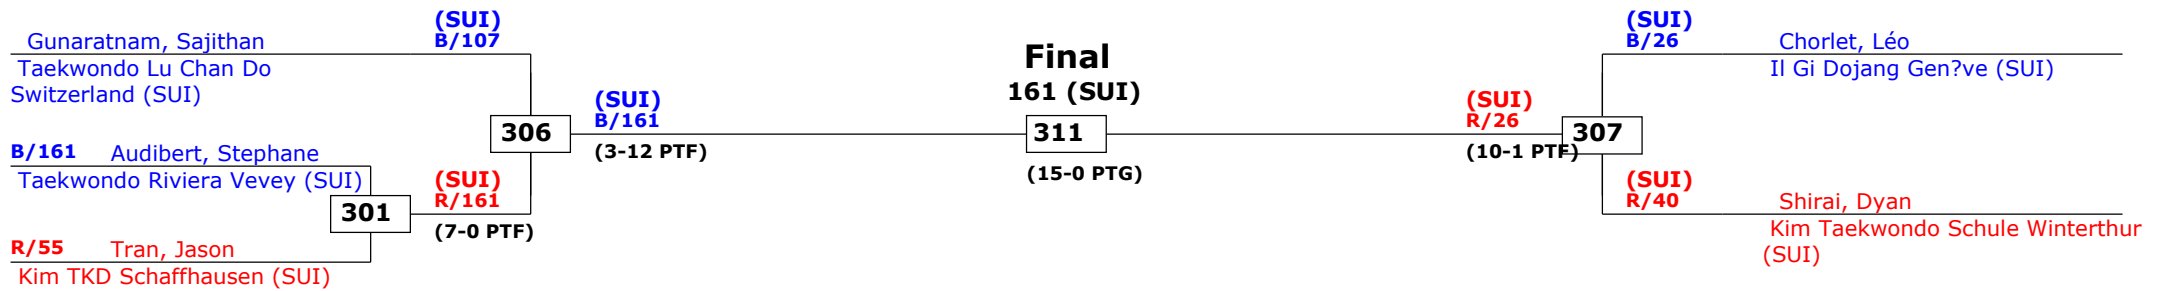 (SUI)
B/107
Gunaratnam, Sajithan
Taekwondo Lu Chan Do
Switzerland (SUI)
B/161 Audibert, Stephane
Taekwondo Riviera Vevey (SUI)
R/55 Tran, Jason
Kim TKD Schaffhausen (SUI)
301
(SUI)
R/161
(7-0 PTF)
306
(SUI)
B/161
(3-12 PTF)
Final
161 (SUI)
311
(15-0 PTG)
(SUI)
R/26
(10-1 PTF)
307
(SUI)
B/26
Chorlet, Léo
Il Gi Dojang Gen?ve (SUI)
(SUI)
R/40
Shirai, Dyan
Kim Taekwondo Schule Winterthur
(SUI)